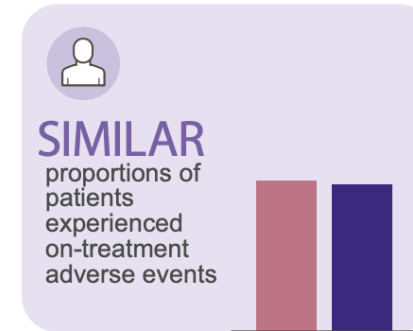 SIMILAR
proportions of
patients
experienced
on-treatment
adverse events